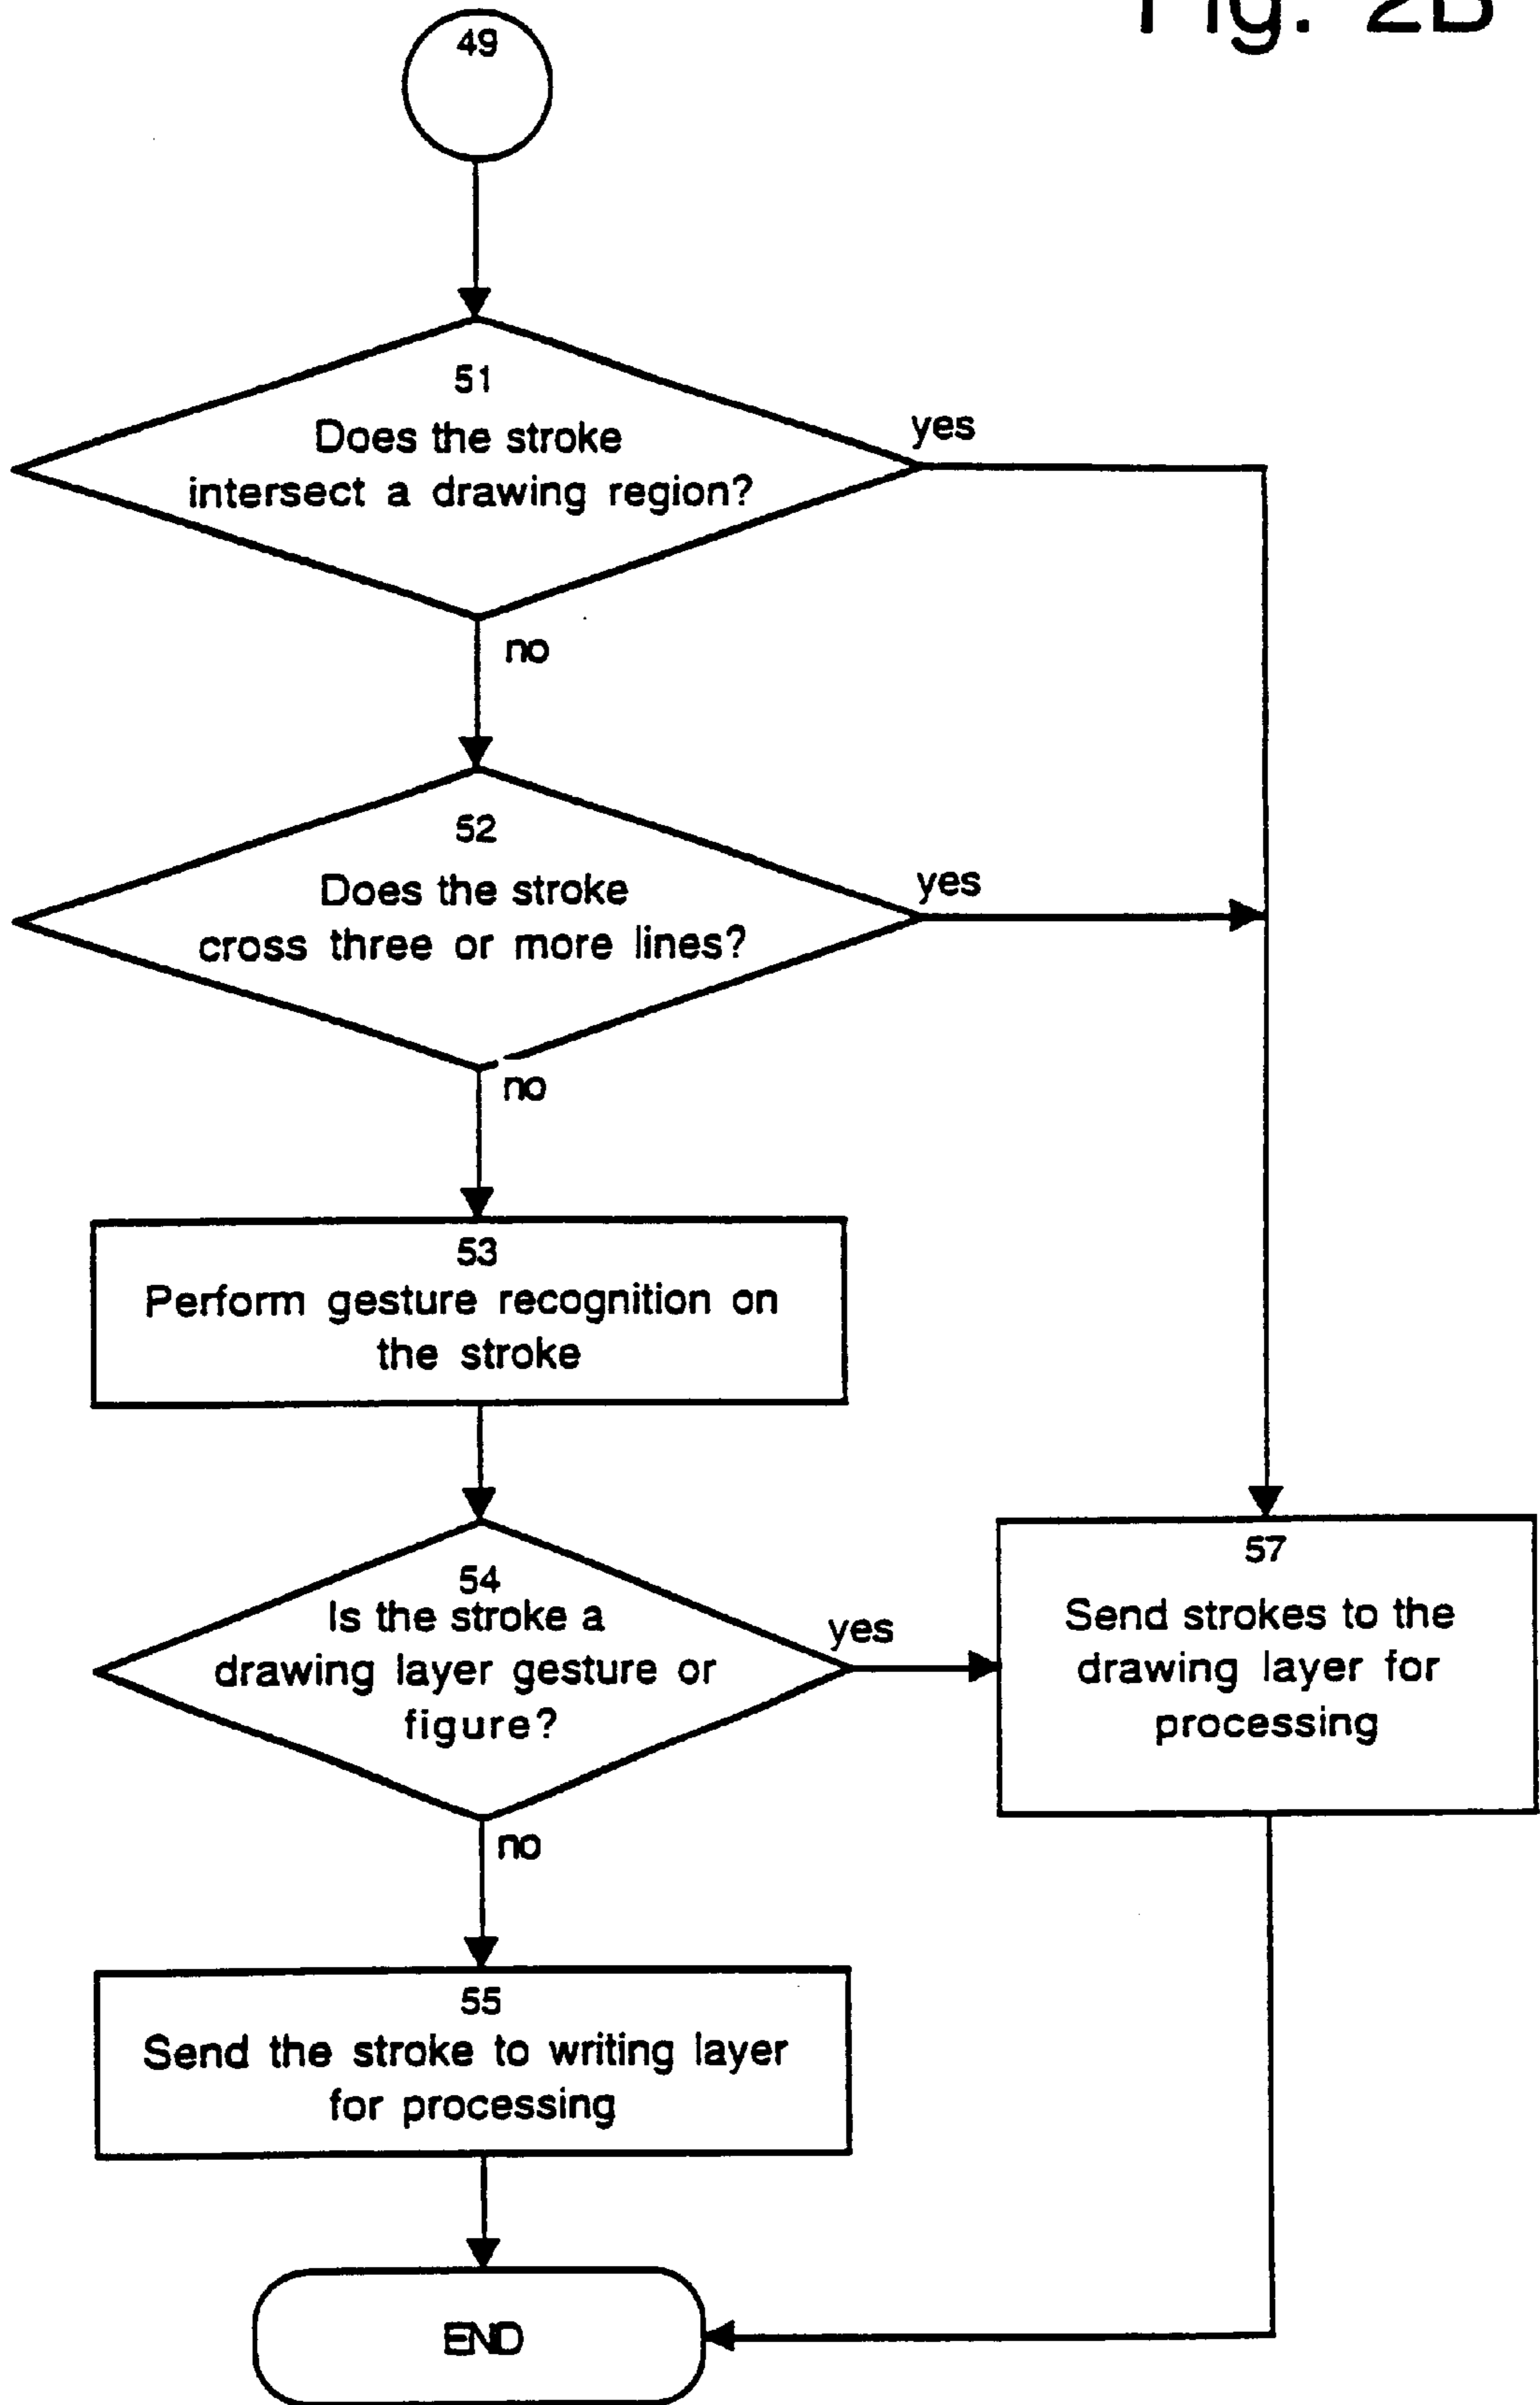 Fig. 2B
49
51
Does the stroke
intersect a drawing region?
yes
no
52
Does the stroke
cross three or more lines?
yes
no
53
Perform gesture recognition on
the stroke
54
Is the stroke a
drawing layer gesture or
figure?
yes
no
57
Send strokes to the
drawing layer for
processing
55
Send the stroke to writing layer
for processing
END